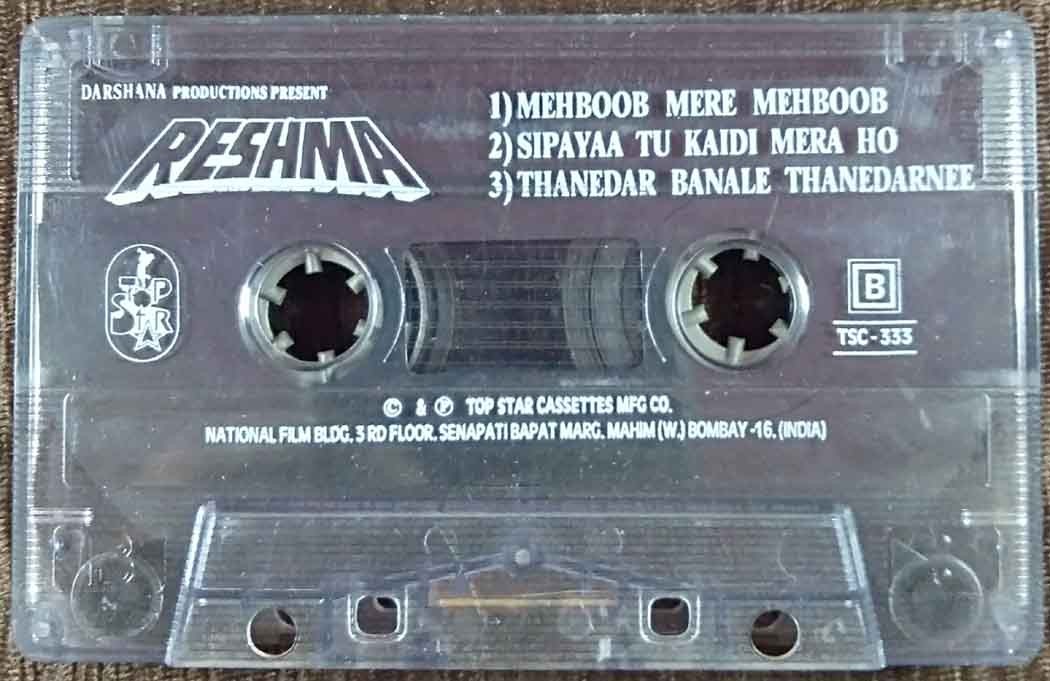 DARSHANA PRODUCTIONS PRESENT
RESHMA
1) MEHBOOB MERE MEHBOOB
2) SIPAYAA TU KAIDI MERA HO
3) THANEDAR BANALE THANEDARNEE
TOP
STAR
B
TSC-333
© & ℗ TOP STAR CASSETTES MFG CO.
NATIONAL FILM BLDG. 3 RD FLOOR. SENAPATI BAPAT MARG. MAHIM (W.) BOMBAY -16. (INDIA)